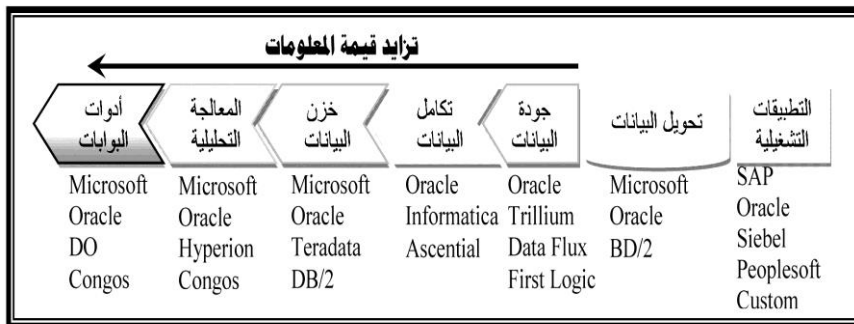 تزايد قيمة المعلومات
التطبيقات
التشغيلية
SAP
Oracle
Siebel
Peoplesoft
Custom
تحويل البيانات
Microsoft
Oracle
BD/2
جودة
البيانات
Oracle
Trillium
Data Flux
First Logic
تكامل
البيانات
Oracle
Informatica
Ascential
خزن
البيانات
Microsoft
Oracle
Teradata
DB/2
المعالجة
التحليلية
Microsoft
Oracle
Hyperion
Congos
أدوات
البوابات
Microsoft
Oracle
DO
Congos